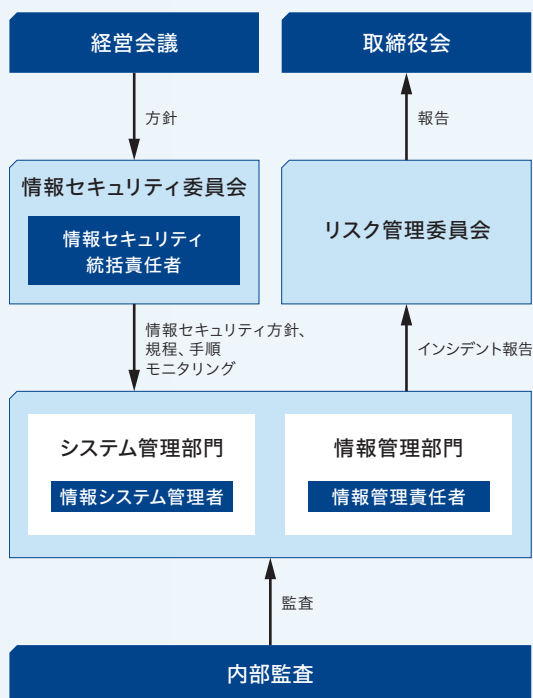 経営会議
取締役会
方針
報告
情報セキュリティ委員会
情報セキュリティ
統括責任者
リスク管理委員会
情報セキュリティ方針、
規程、手順
モニタリング
インシデント報告
システム管理部門
情報システム管理者
情報管理部門
情報管理責任者
監査
内部監査